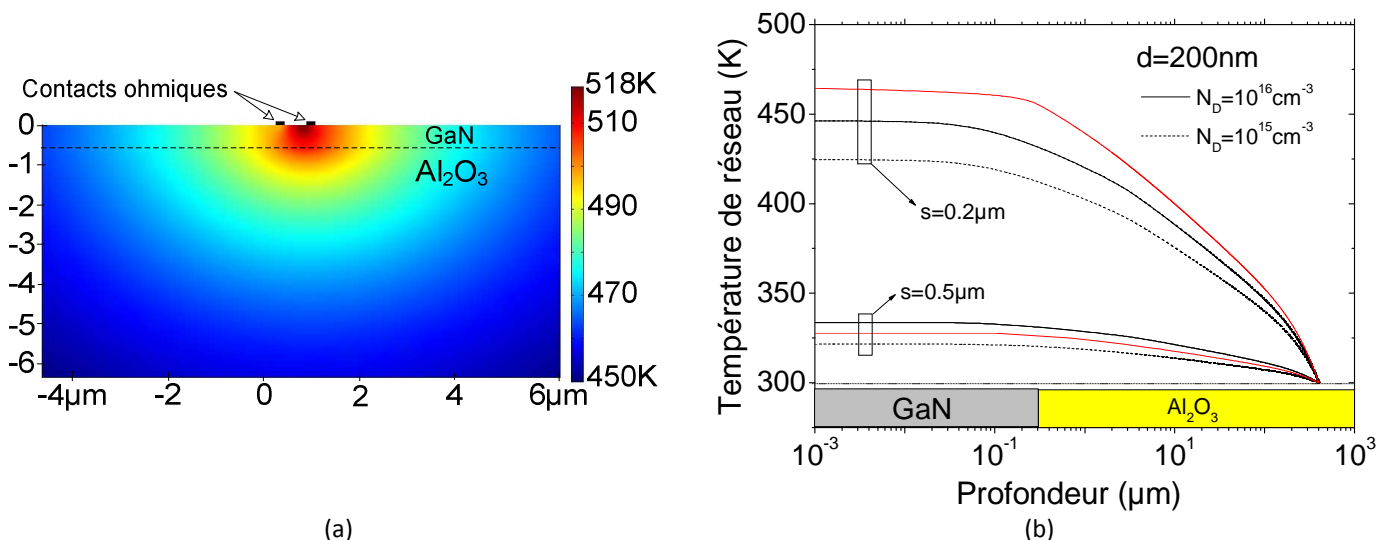 Contacts ohmiques
GaN
Al₂O₃
0
-1
-2
-3
-4
-5
-6
-4µm
-2
0
2
4
6µm
518K
510
490
470
450K
(a)
Température de réseau (K)
500
450
400
350
300
d=200nm
N_D=10¹⁶cm⁻³
N_D=10¹⁵cm⁻³
s=0.2µm
s=0.5µm
GaN
Al₂O₃
10⁻³
10⁻¹
10¹
10³
Profondeur (µm)
(b)